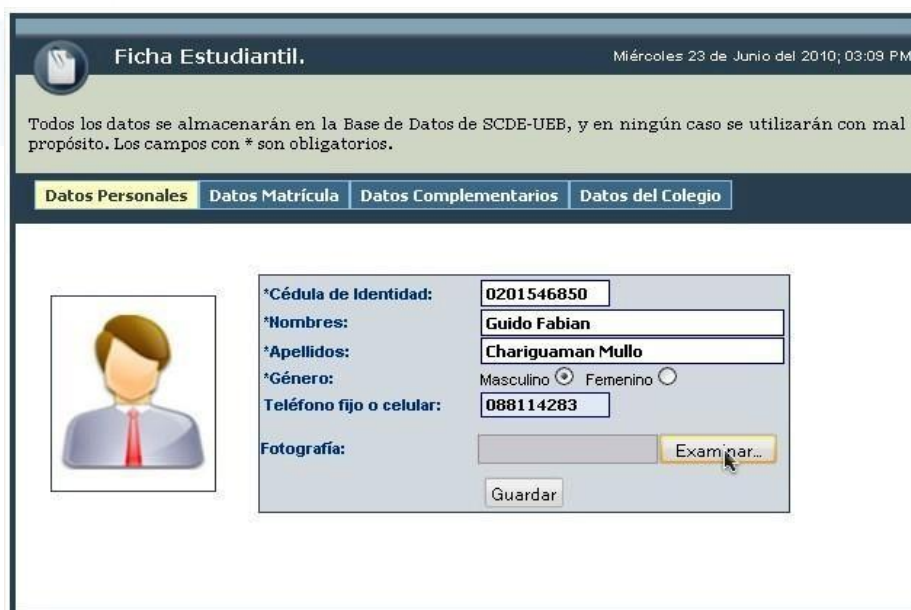 Ficha Estudiantil.
Miércoles 23 de Junio del 2010; 03:09 PM
Todos los datos se almacenarán en la Base de Datos de SCDE-UEB, y en ningún caso se utilizarán con mal
propósito. Los campos con * son obligatorios.
Datos Personales Datos Matrícula Datos Complementarios Datos del Colegio
*Cédula de Identidad: 0201546850
*Nombres: Guido Fabian
*Apellidos: Chariguaman Mullo
*Género: Masculino Femenino
Teléfono fijo o celular: 088114283
Fotografía: Examinar...
Guardar